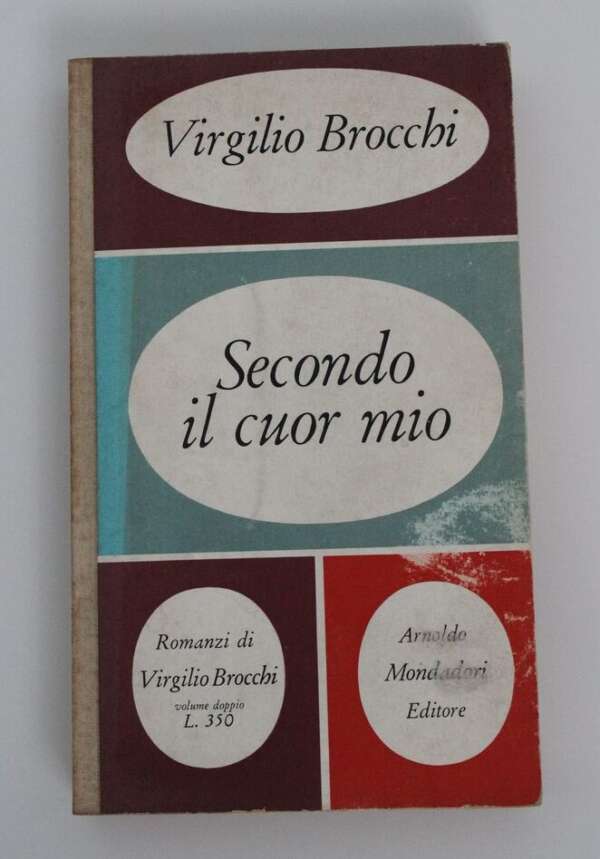 Virgilio Brocchi
Secondo
il cuor mio
Romanzi di
Virgilio Brocchi
volume doppio
L. 350
Arnoldo
Mondadori
Editore